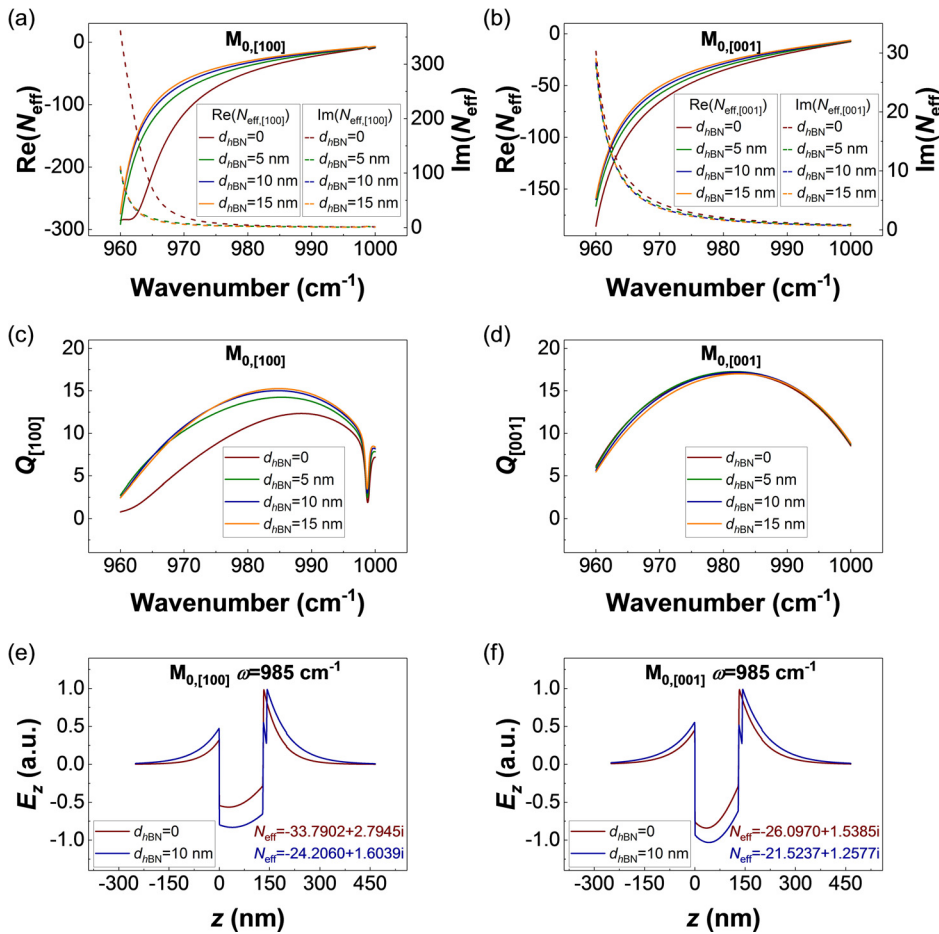 (a)
M0,[100]
Re(Neff)
0
-100
-200
-300
Im(Neff)
300
200
100
0
Re(Neff,[100]) Im(Neff,[100])
dhBN=0 dhBN=0
dhBN=5 nm dhBN=5 nm
dhBN=10 nm dhBN=10 nm
dhBN=15 nm dhBN=15 nm
960 970 980 990 1000
Wavenumber (cm-1)
(b)
M0,[001]
Re(Neff)
0
-50
-100
-150
Im(Neff)
30
20
10
0
Re(Neff,[001]) Im(Neff,[001])
dhBN=0 dhBN=0
dhBN=5 nm dhBN=5 nm
dhBN=10 nm dhBN=10 nm
dhBN=15 nm dhBN=15 nm
960 970 980 990 1000
Wavenumber (cm-1)
(c)
M0,[100]
Q[100]
20
15
10
5
0
dhBN=0
dhBN=5 nm
dhBN=10 nm
dhBN=15 nm
960 970 980 990 1000
Wavenumber (cm-1)
(d)
M0,[001]
Q[001]
20
15
10
5
0
dhBN=0
dhBN=5 nm
dhBN=10 nm
dhBN=15 nm
960 970 980 990 1000
Wavenumber (cm-1)
(e)
M0,[100] ω=985 cm-1
Ez (a.u.)
1.0
0.5
0.0
-0.5
-1.0
dhBN=0
dhBN=10 nm
Neff=-33.7902+2.7945i
Neff=-24.2060+1.6039i
-300 -150 0 150 300 450
z (nm)
(f)
M0,[001] ω=985 cm-1
Ez (a.u.)
1.0
0.5
0.0
-0.5
-1.0
dhBN=0
dhBN=10 nm
Neff=-26.0970+1.5385i
Neff=-21.5237+1.2577i
-300 -150 0 150 300 450
z (nm)